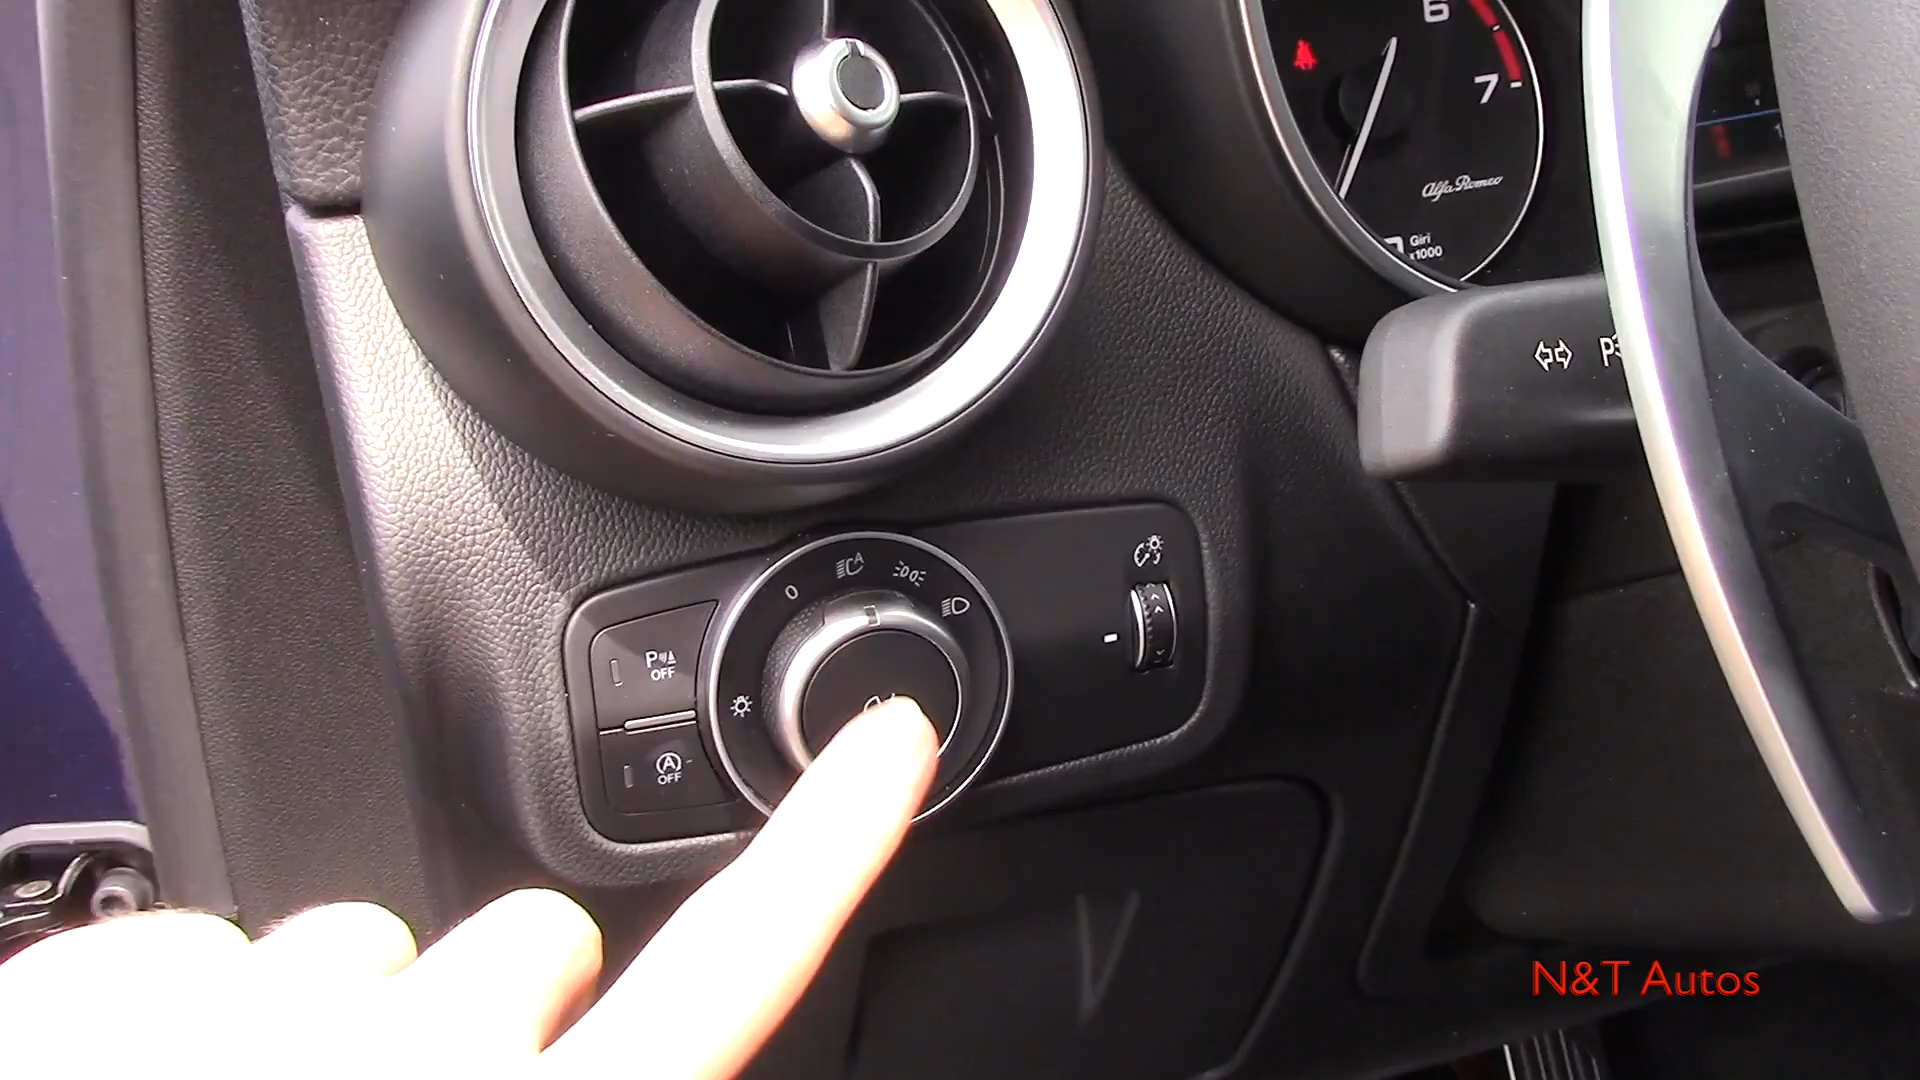 6
7
Alfa Romeo
Giri
x1000
0
A
P
OFF
A
OFF
N&T Autos